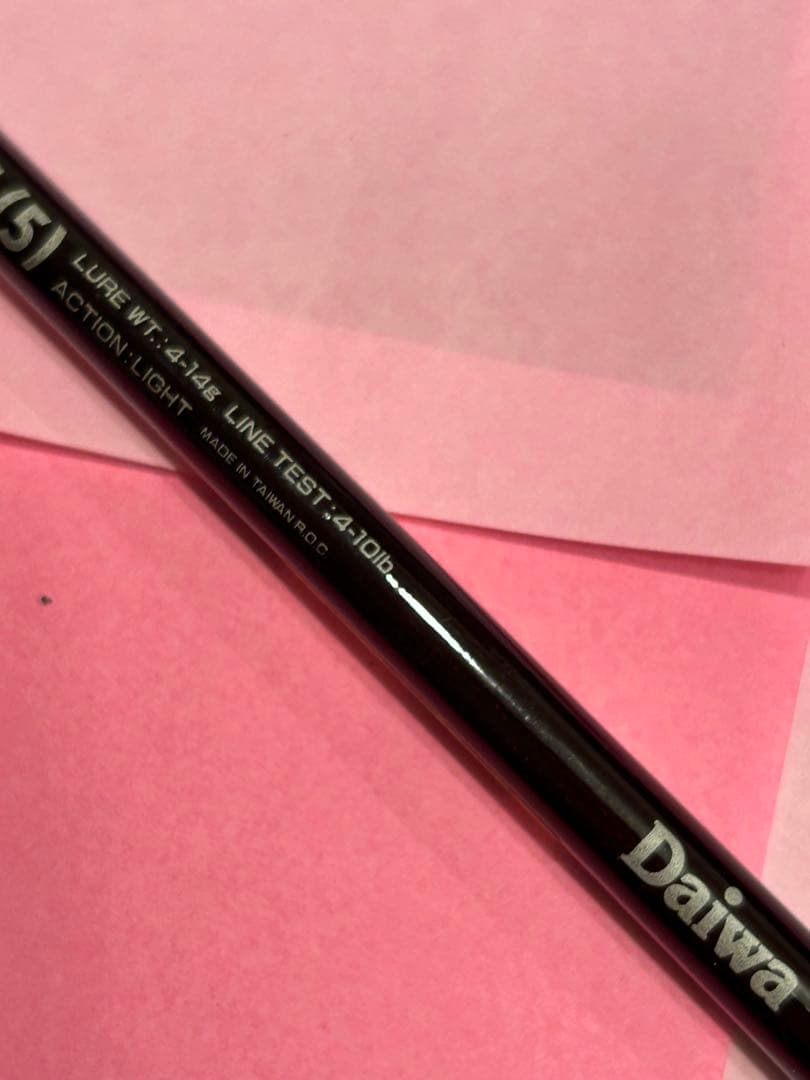 (5)
LURE WT.:4-14g LINE TEST:4-10lb.
ACTION:LIGHT MADE IN TAIWAN R.O.C
Daiwa